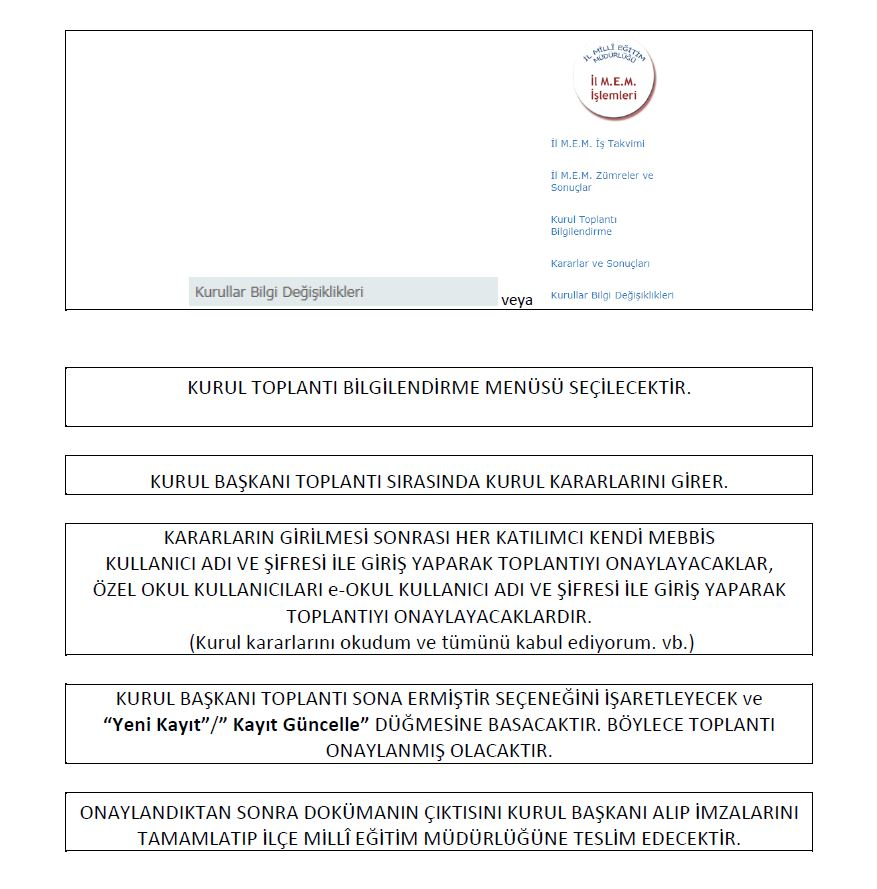 İL MİLLÎ EĞİTİM
MÜDÜRLÜĞÜ
İl M.E.M.
İşlemleri
İl M.E.M. İş Takvimi
İl M.E.M. Zümreler ve
Sonuçlar
Kurul Toplantı
Bilgilendirme
Kararlar ve Sonuçları
Kurullar Bilgi Değişiklikleri veya Kurullar Bilgi Değişiklikleri
KURUL TOPLANTI BİLGİLENDİRME MENÜSÜ SEÇİLECEKTİR.
KURUL BAŞKANI TOPLANTI SIRASINDA KURUL KARARLARINI GİRER.
KARARLARIN GİRİLMESİ SONRASI HER KATILIMCI KENDİ MEBBİS
KULLANICI ADI VE ŞİFRESİ İLE GİRİŞ YAPARAK TOPLANTIYI ONAYLAYACAKLAR,
ÖZEL OKUL KULLANICILARI e-OKUL KULLANICI ADI VE ŞİFRESİ İLE GİRİŞ YAPARAK
TOPLANTIYI ONAYLAYACAKLARDIR.
(Kurul kararlarını okudum ve tümünü kabul ediyorum. vb.)
KURUL BAŞKANI TOPLANTI SONA ERMİŞTİR SEÇENEĞİNİ İŞARETLEYECEK ve
“Yeni Kayıt”/” Kayıt Güncelle” DÜĞMESİNE BASACAKTIR. BÖYLECE TOPLANTI
ONAYLANMIŞ OLACAKTIR.
ONAYLANDIKTAN SONRA DOKÜMANIN ÇIKTISINI KURUL BAŞKANI ALIP İMZALARINI
TAMAMLATIP İLÇE MİLLÎ EĞİTİM MÜDÜRLÜĞÜNE TESLİM EDECEKTİR.